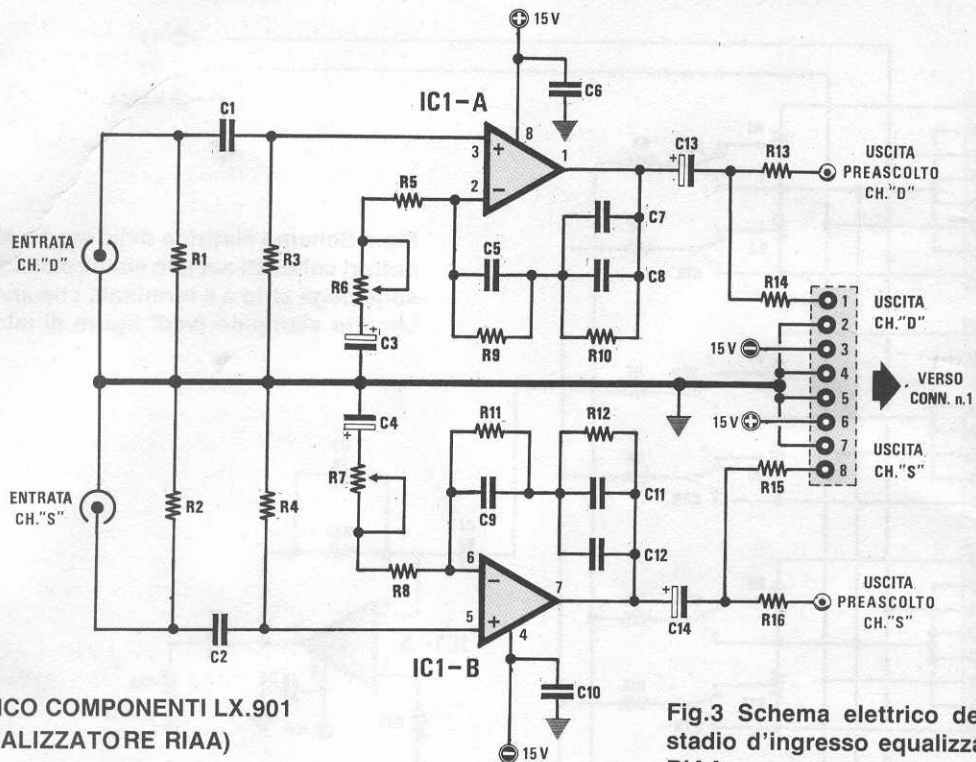 15 V
IC1-A
C6
C1
8
3
+
1
C13
+
R13
USCITA
PREASCOLTO
CH."D"
2
−
R5
C7
ENTRATA
CH."D"
R1
R3
C5
C8
R14
1
USCITA
CH."D"
R6
2
+
C3
R9
R10
15V
3
4
VERSO
CONN. n.1
5
C4
+
R11
R12
15V
6
7
USCITA
CH."S"
R7
R15
8
ENTRATA
CH."S"
R2
R4
C9
C11
C12
R8
6
−
7
+
C14
R16
USCITA
PREASCOLTO
CH."S"
5
+
4
C2
IC1-B
C10
15 V
ICO COMPONENTI LX.901
ALIZZATORE RIAA)
Fig.3 Schema elettrico de
stadio d'ingresso equalizza